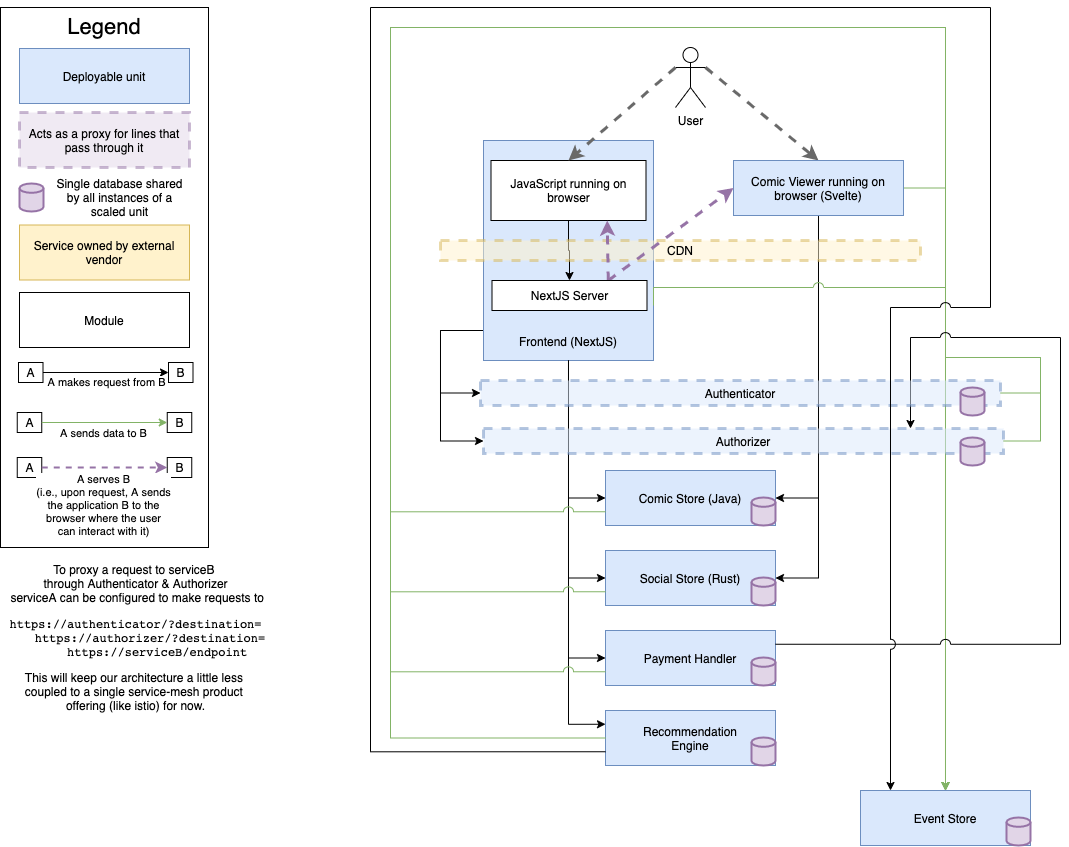 Legend
Deployable unit
Acts as a proxy for lines that
pass through it
Single database shared
by all instances of a
scaled unit
Service owned by external
vendor
Module
A
B
A makes request from B
A
B
A sends data to B
A
B
A serves B
(i.e., upon request, A sends
the application B to the
browser where the user
can interact with it)
To proxy a request to serviceB
through Authenticator & Authorizer
serviceA can be configured to make requests to
https://authenticator/?destination=
https://authorizer/?destination=
https://serviceB/endpoint
This will keep our architecture a little less
coupled to a single service-mesh product
offering (like istio) for now.
User
JavaScript running on
browser
Comic Viewer running on
browser (Svelte)
CDN
NextJS Server
Frontend (NextJS)
Authenticator
Authorizer
Comic Store (Java)
Social Store (Rust)
Payment Handler
Recommendation
Engine
Event Store